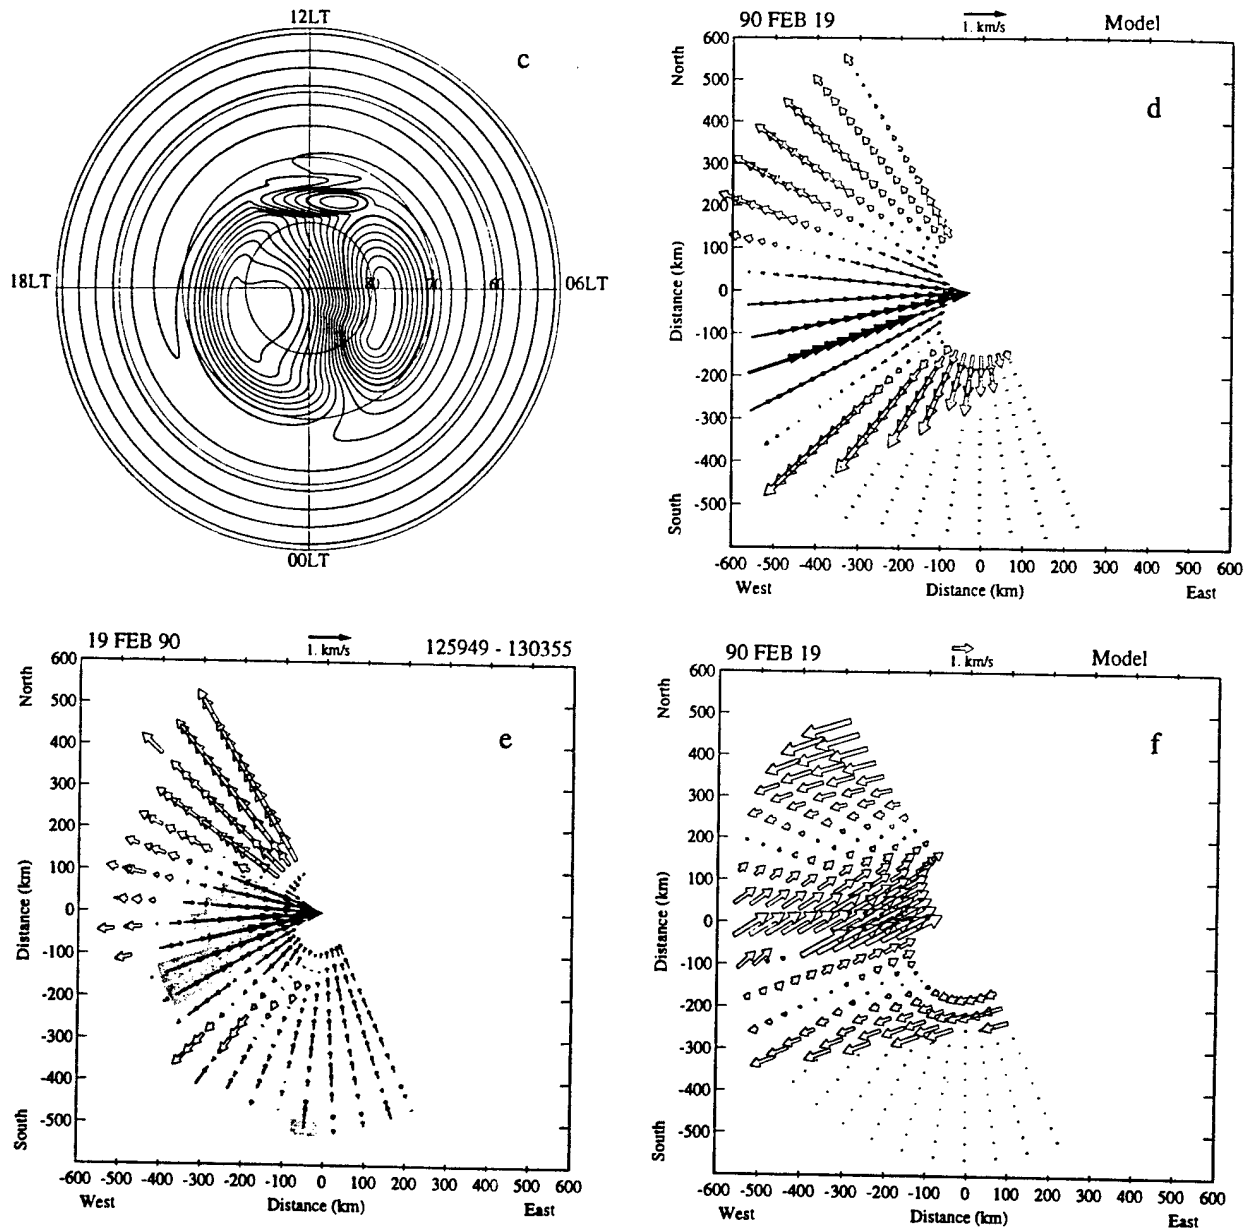 12LT
c
18LT
80
70
60
06LT
00LT
90 FEB 19
1. km/s
Model
d
North
600
500
400
300
200
100
0
-100
-200
-300
-400
-500
South
Distance (km)
-600 -500 -400 -300 -200 -100 0 100 200 300 400 500 600
West Distance (km) East
19 FEB 90
1. km/s
125949 - 130355
e
North
600
500
400
300
200
100
0
-100
-200
-300
-400
-500
South
Distance (km)
-600 -500 -400 -300 -200 -100 0 100 200 300 400 500 600
West Distance (km) East
90 FEB 19
1. km/s
Model
f
North
600
500
400
300
200
100
0
-100
-200
-300
-400
-500
South
Distance (km)
-600 -500 -400 -300 -200 -100 0 100 200 300 400 500 600
West Distance (km) East